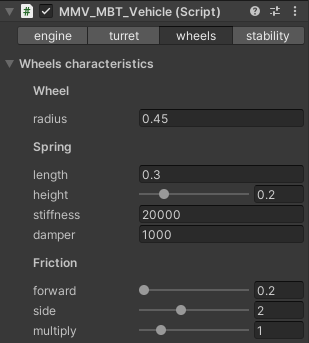 MMV_MBT_Vehicle (Script)
engine turret wheels stability
Wheels characteristics
Wheel
radius 0.45
Spring
length 0.3
height 0.2
stiffness 20000
damper 1000
Friction
forward 0.2
side 2
multiply 1